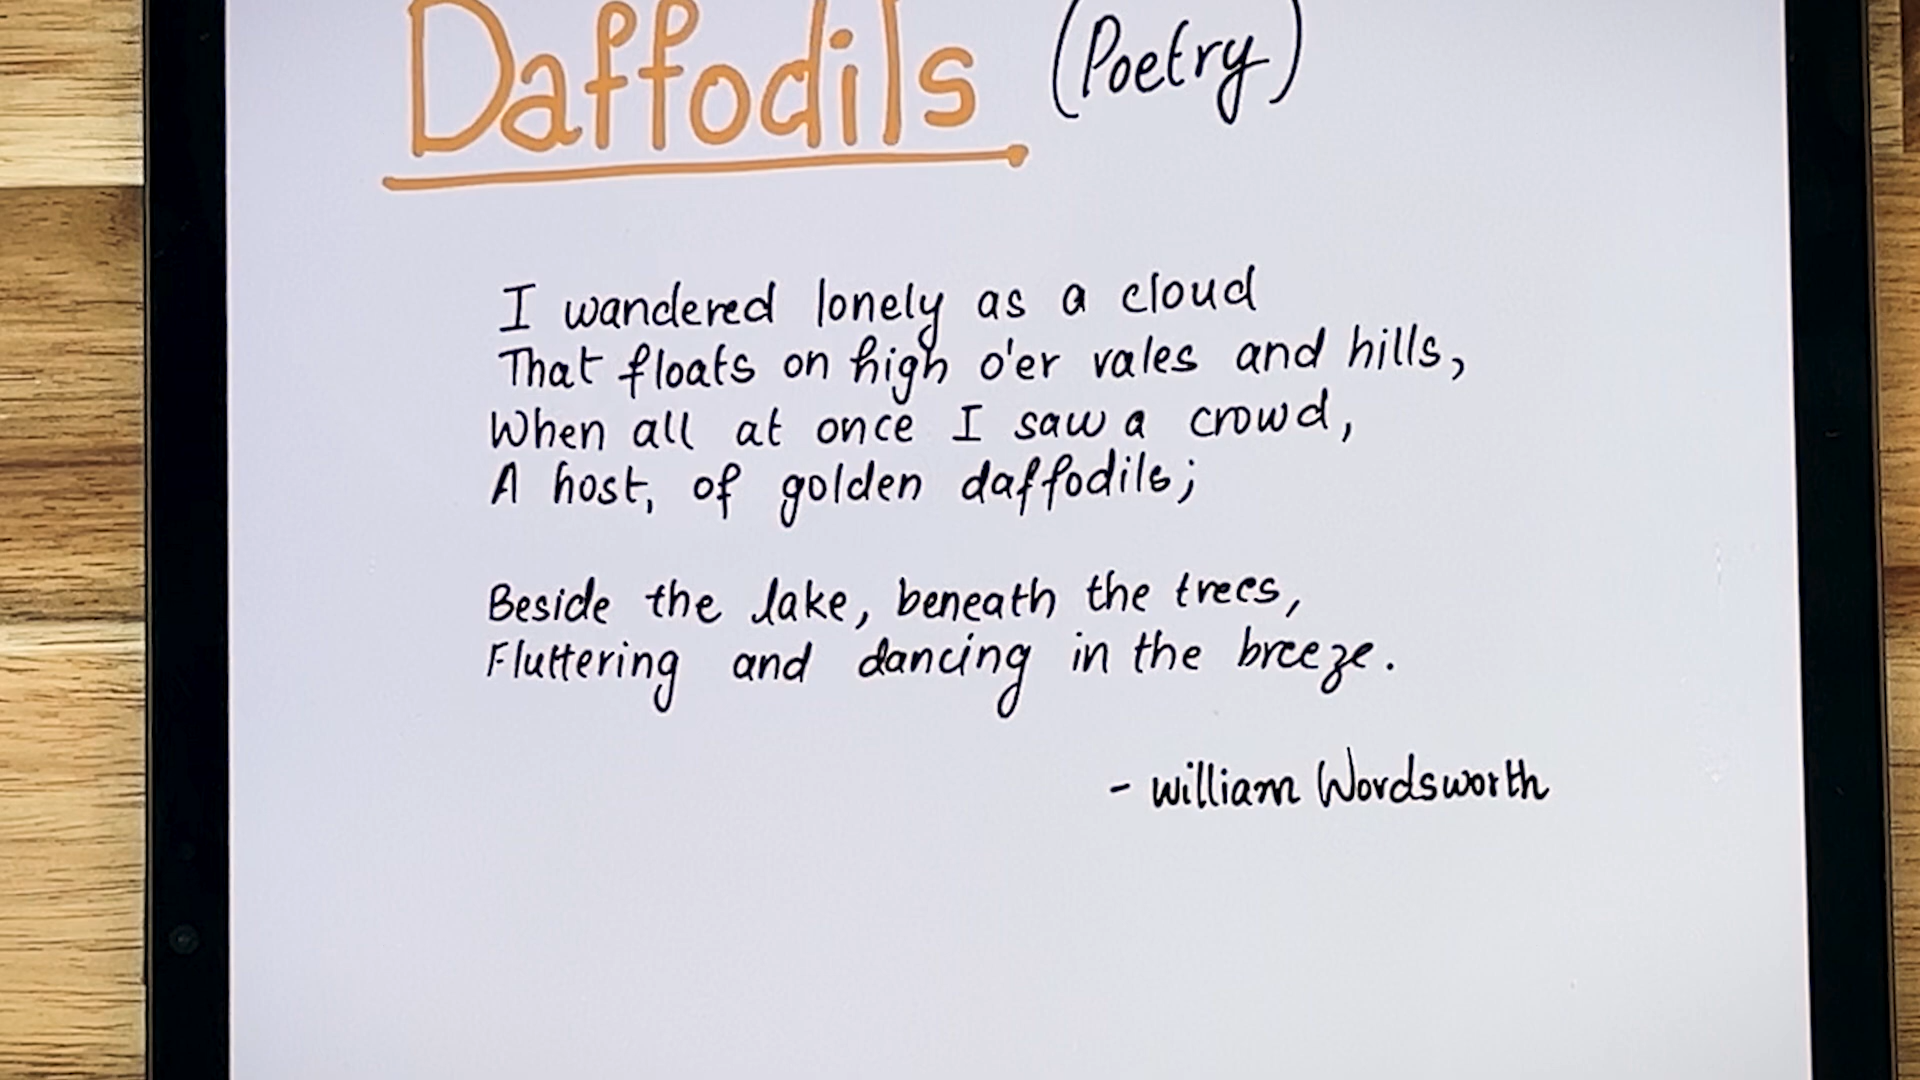 Daffodils (Poetry)
I wandered lonely as a cloud
That floats on high o'er vales and hills,
When all at once I saw a crowd,
A host, of golden daffodils;
Beside the lake, beneath the trees,
Fluttering and dancing in the breeze.
- William Wordsworth